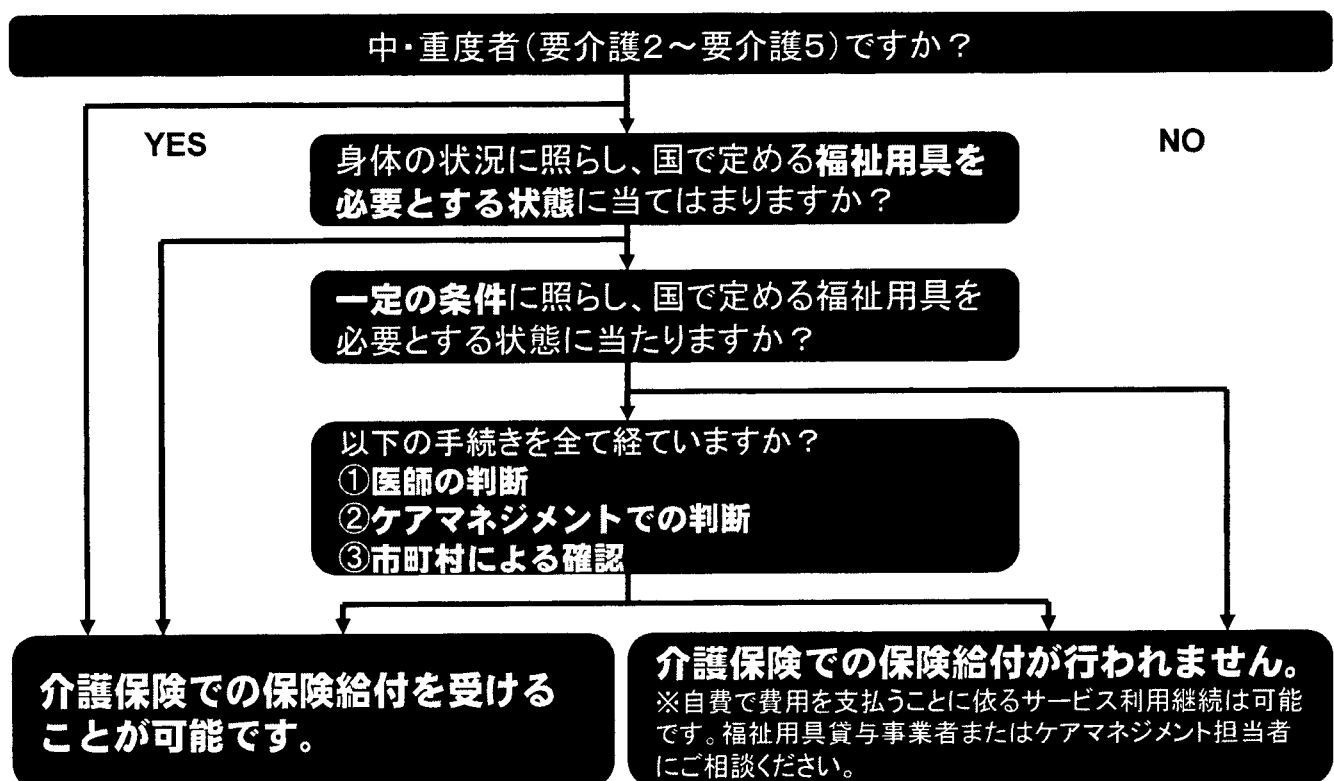 中・重度者(要介護2～要介護5)ですか？
YES
NO
身体の状況に照らし、国で定める福祉用具を
必要とする状態に当てはまりますか？
一定の条件に照らし、国で定める福祉用具を
必要とする状態に当たりますか？
以下の手続きを全て経ていますか？
①医師の判断
②ケアマネジメントでの判断
③市町村による確認
介護保険での保険給付を受ける
ことが可能です。
介護保険での保険給付が行われません。
※自費で費用を支払うことに依るサービス利用継続は可能
です。福祉用具貸与事業者またはケアマネジメント担当者
にご相談ください。